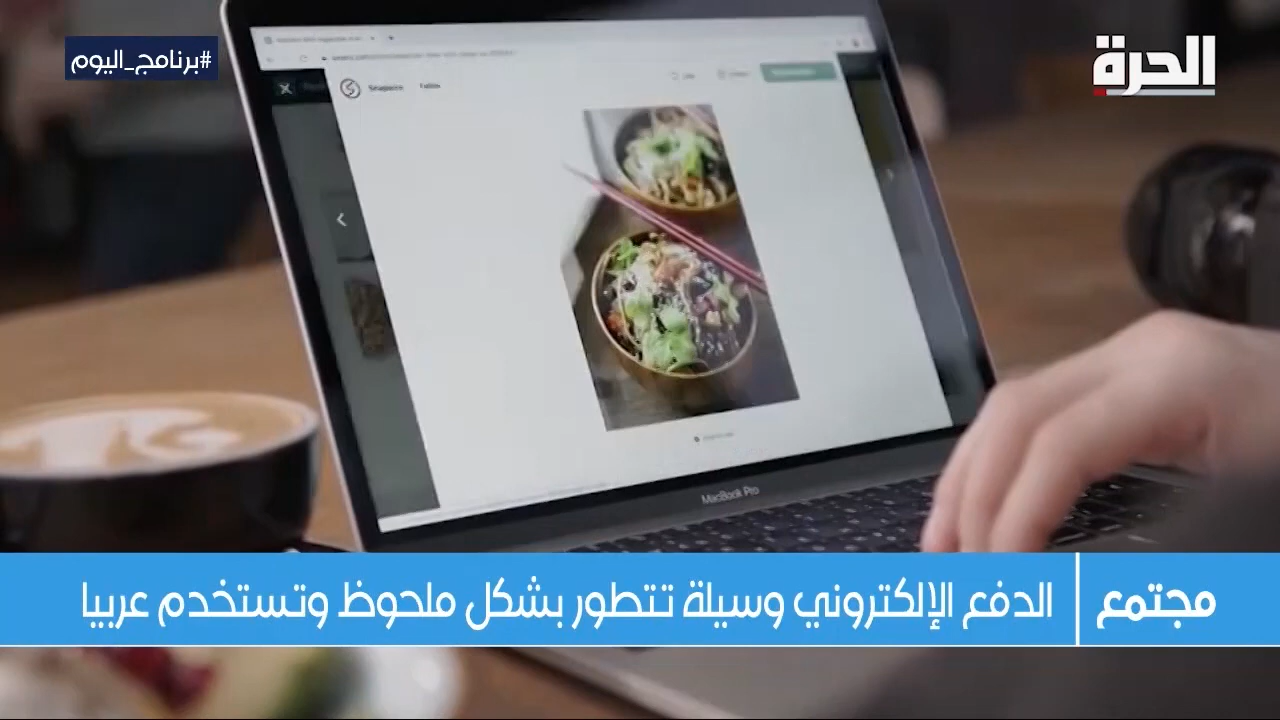 #برنامج_اليوم
الحرة
MacBook Pro
مجتمع
الدفع الإلكتروني وسيلة تتطور بشكل ملحوظ وتستخدم عربيا